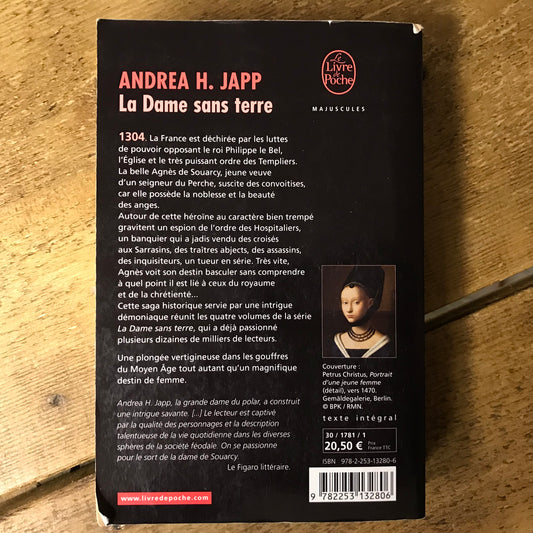 Le
Livre
de
Poche
MAJUSCULES
ANDREA H. JAPP
La Dame sans terre
1304. La France est déchirée par les luttes
de pouvoir opposant le roi Philippe le Bel,
l'Église et le très puissant ordre des Templiers.
La belle Agnès de Souarcy, jeune veuve
d'un seigneur du Perche, suscite des convoitises,
car elle possède la noblesse et la beauté
des anges.
Autour de cette héroïne au caractère bien trempé
gravitent un espion de l'ordre des Hospitaliers,
un banquier qui a jadis vendu des croisés
aux Sarrasins, des traîtres abjects, des assassins,
des inquisiteurs, un tueur en série. Très vite,
Agnès voit son destin basculer sans comprendre
à quel point il est lié à ceux du royaume
et de la chrétienté...
Cette saga historique servie par une intrigue
démoniaque réunit les quatre volumes de la série
La Dame sans terre, qui a déjà passionné
plusieurs dizaines de milliers de lecteurs.
Une plongée vertigineuse dans les gouffres
du Moyen Âge tout autant qu'un magnifique
destin de femme.
Andrea H. Japp, la grande dame du polar, a construit
une intrigue savante. [...] Le lecteur est captivé
par la qualité des personnages et la description
talentueuse de la vie quotidienne dans les diverses
sphères de la société féodale. On se passionne
pour le sort de la dame de Souarcy.
Le Figaro littéraire.
www.livredepoche.com
Couverture :
Petrus Christus, Portrait
d'une jeune femme
(détail), vers 1470.
Gemäldegalerie, Berlin.
© BPK / RMN.
texte intégral
30 / 1781 / 1
20,50 € Prix
France TTC
ISBN 978-2-253-13280-6
9 782253 132806